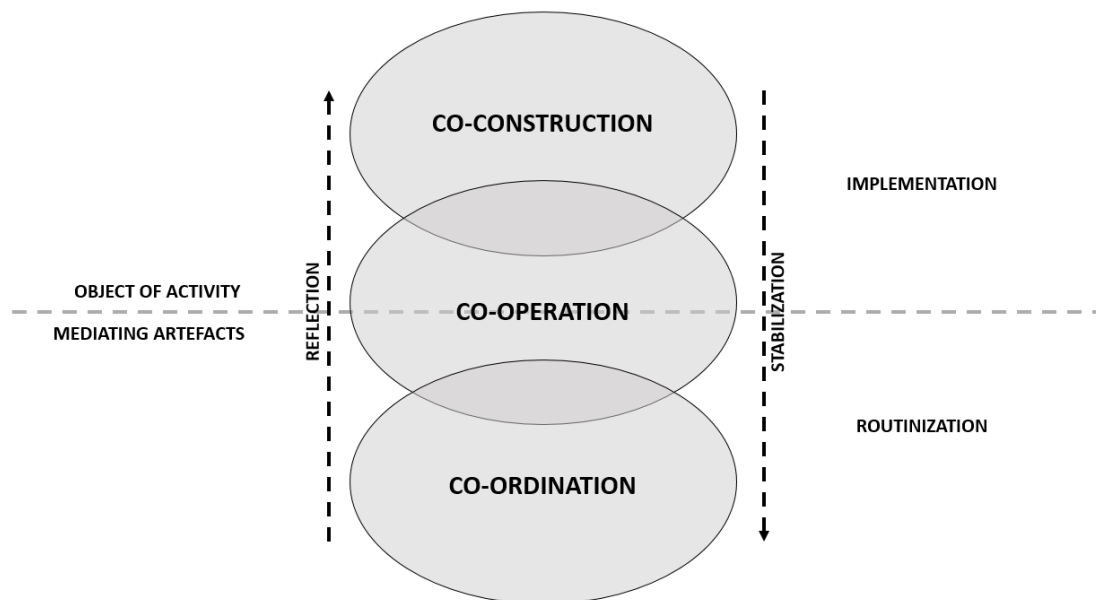 CO-CONSTRUCTION
IMPLEMENTATION
REFLECTION
STABILIZATION
OBJECT OF ACTIVITY
CO-OPERATION
MEDIATING ARTEFACTS
ROUTINIZATION
CO-ORDINATION